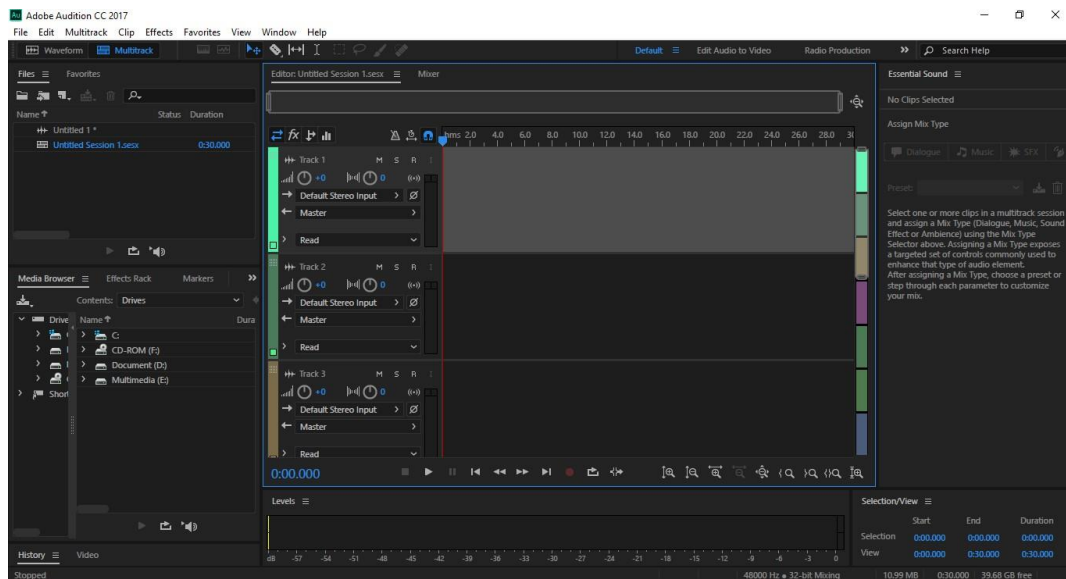 Au Adobe Audition CC 2017
File Edit Multitrack Clip Effects Favorites View Window Help
Waveform Multitrack
Default Edit Audio to Video Radio Production Search Help
Files Favorites
Name Status Duration
Untitled 1 *
Untitled Session 1.sesx 0:30.000
Media Browser Effects Rack Markers
Contents: Drives
Drive Name Dura
C:
CD-ROM (F:)
Document (D:)
Multimedia (E:)
Short
History Video
Stopped
Editor: Untitled Session 1.sesx Mixer
fx hms 2.0 4.0 6.0 8.0 10.0 12.0 14.0 16.0 18.0 20.0 22.0 24.0 26.0 28.0
Track 1 M S R I
+0 0
Default Stereo Input
Master
Read
Track 2 M S R I
+0 0
Default Stereo Input
Master
Read
Track 3 M S R I
+0 0
Default Stereo Input
Master
Read
0:00.000
Levels
dB -57 -54 -51 -48 -45 -42 -39 -36 -33 -30 -27 -24 -21 -18 -15 -12 -9 -6 -3 0
Essential Sound
No Clips Selected
Assign Mix Type
Dialogue Music SFX
Preset:
Select one or more clips in a multitrack session
and assign a Mix Type (Dialogue, Music, Sound
Effect or Ambience) using the Mix Type
Selector above. Assigning a Mix Type exposes
a targeted set of controls commonly used to
enhance that type of audio element.
After assigning a Mix Type, choose a preset or
step through each parameter to customize
your mix.
Selection/View
Start End Duration
Selection 0:00.000 0:00.000 0:00.000
View 0:00.000 0:30.000 0:30.000
48000 Hz • 32-bit Mixing 10.99 MB 0:30.000 39.68 GB free